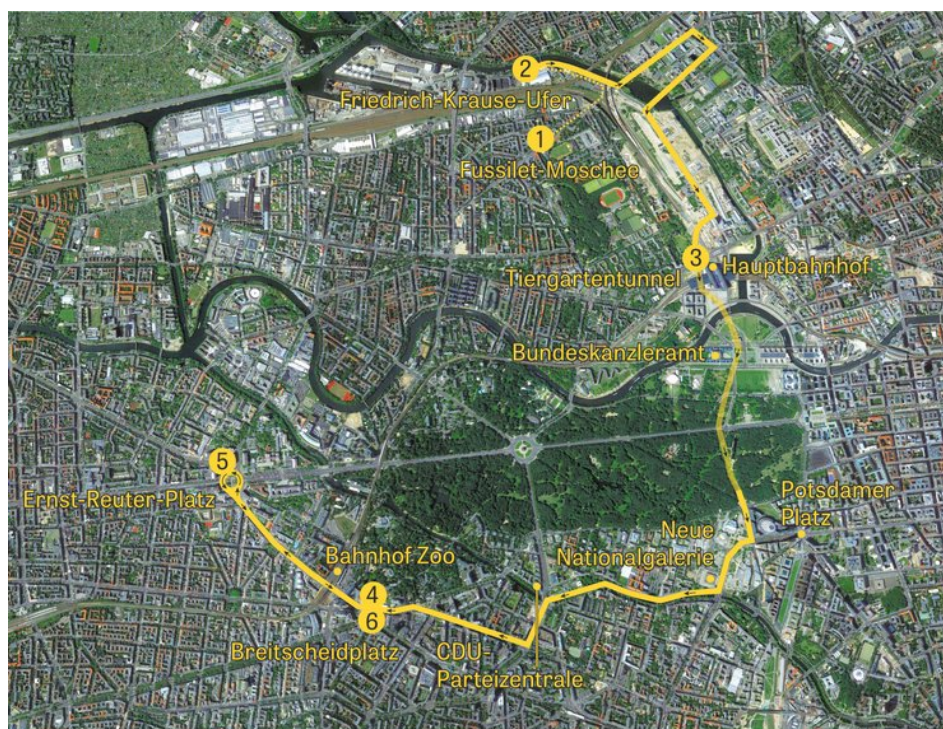 2
Friedrich-Krause-Ufer
1
Fussilet-Moschee
3
Tiergartentunnel
Hauptbahnhof
Bundeskanzleramt
5
Ernst-Reuter-Platz
Potsdamer
Platz
Neue
Nationalgalerie
Bahnhof Zoo
4
6
Breitscheidplatz
CDU-
Parteizentrale